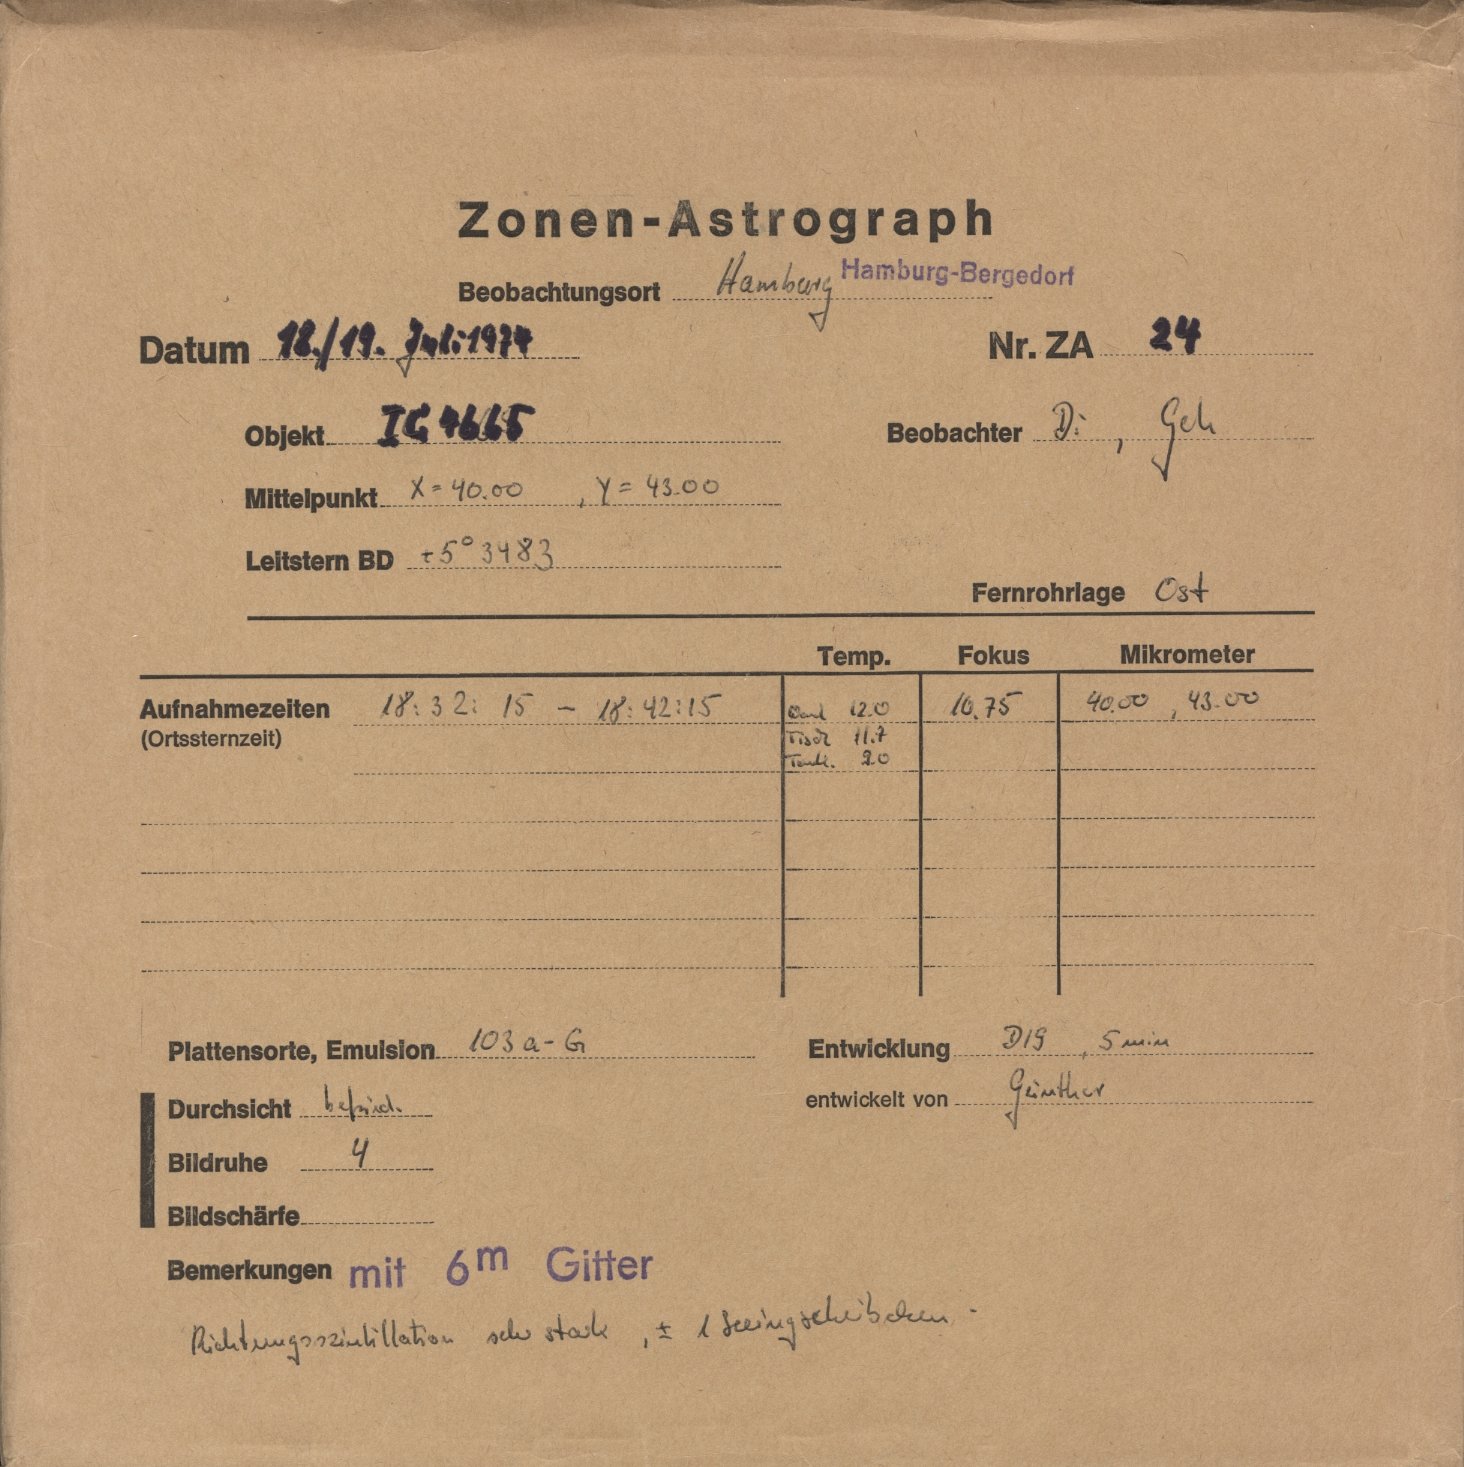 Zonen-Astrograph
Beobachtungsort Hamburg Hamburg-Bergedorf
Datum 18./19. Juli 1974 Nr. ZA 24
Objekt IC 4665 Beobachter Di, Geh
Mittelpunkt X = 40.00, Y = 43.00
Leitstern BD +5° 3483
Fernrohrlage Ost
Temp. Fokus Mikrometer
Aufnahmezeiten 18:32:15 – 18:42:15 12.0 10.75 40.00, 43.00
(Ortssternzeit) Tisch 11.7
9.0
Plattensorte, Emulsion 103a-G Entwicklung D19, 5 min
Durchsicht befried. entwickelt von Günther
Bildruhe 4
Bildschärfe
Bemerkungen mit 6m Gitter
Richtungsszintillation sehr stark, ± 1 Seeingscheibchen.